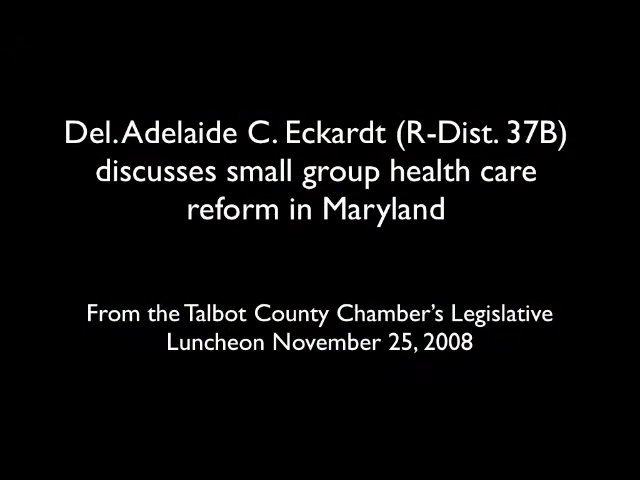 Del. Adelaide C. Eckardt (R-Dist. 37B)
discusses small group health care
reform in Maryland
From the Talbot County Chamber’s Legislative
Luncheon November 25, 2008